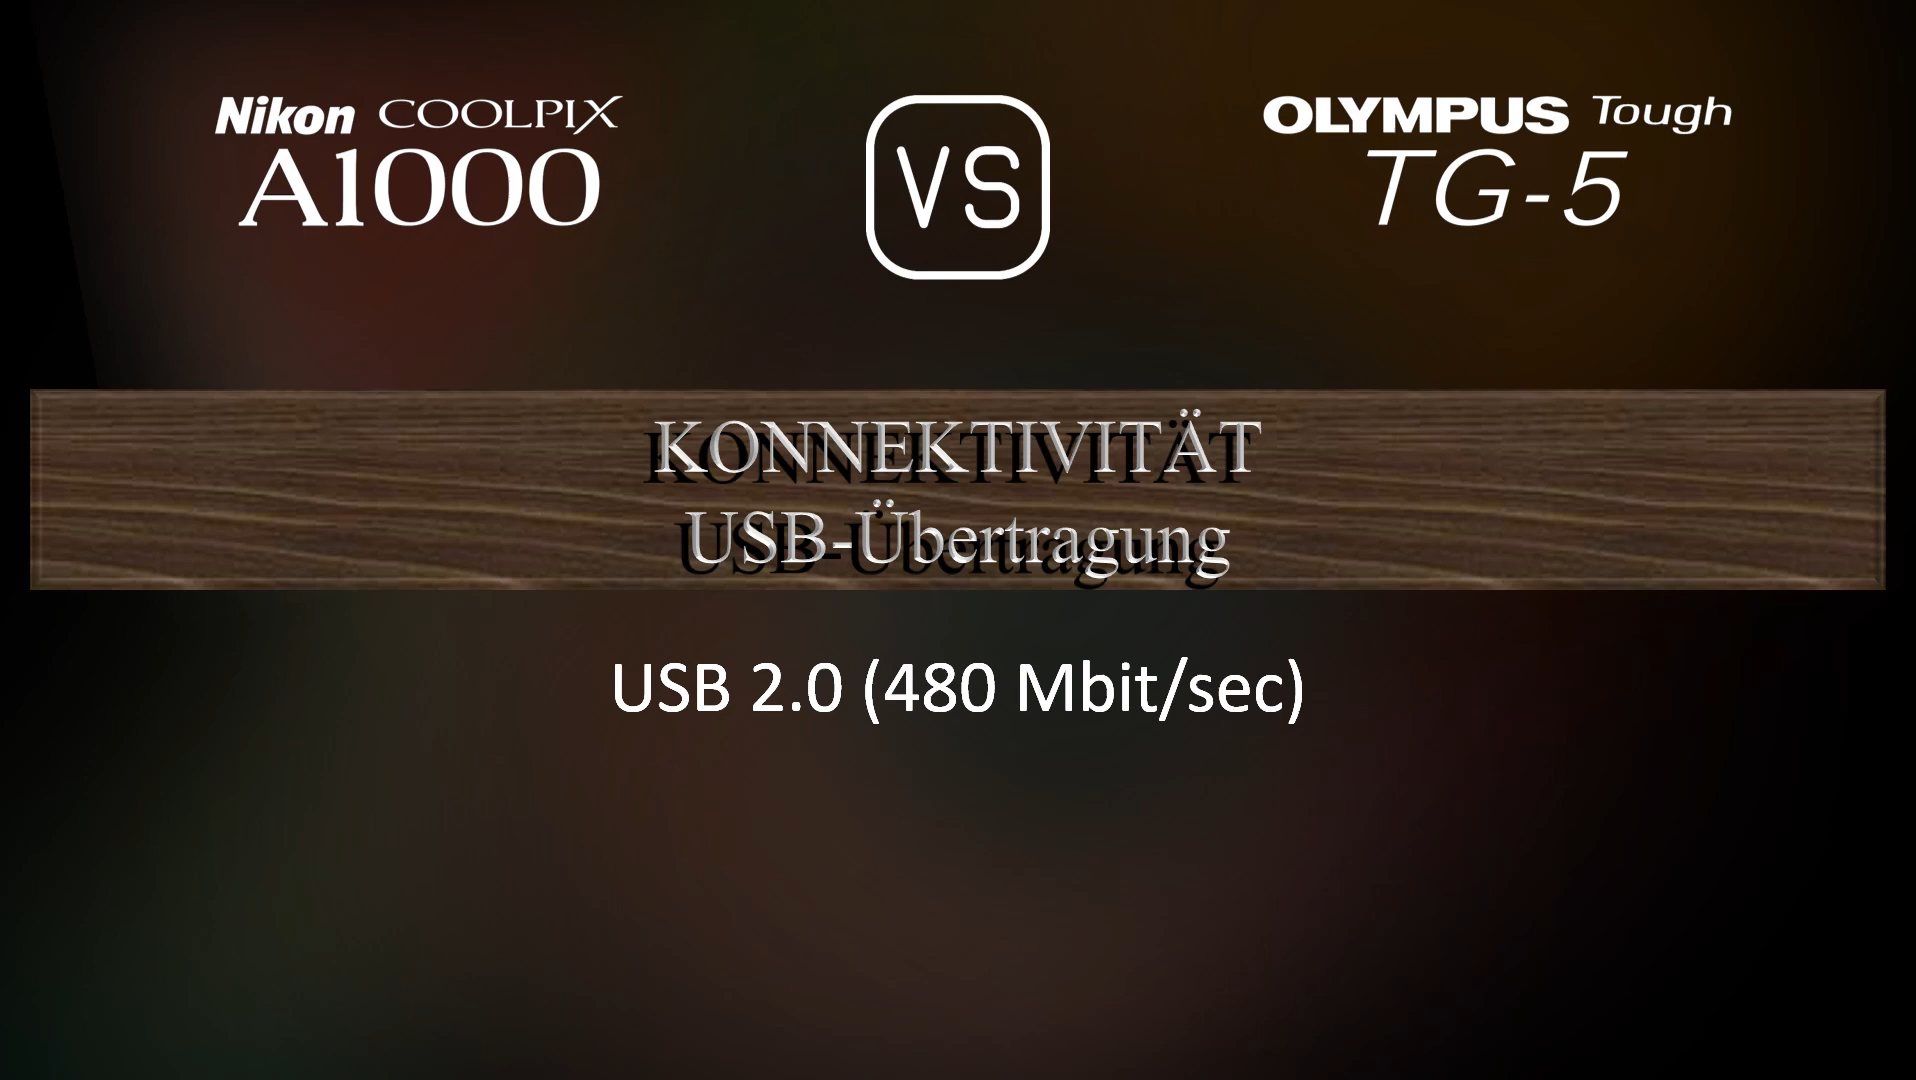 Nikon COOLPIX
A1000
VS
OLYMPUS Tough
TG-5
KONNEKTIVITÄT
USB-Übertragung
USB 2.0 (480 Mbit/sec)